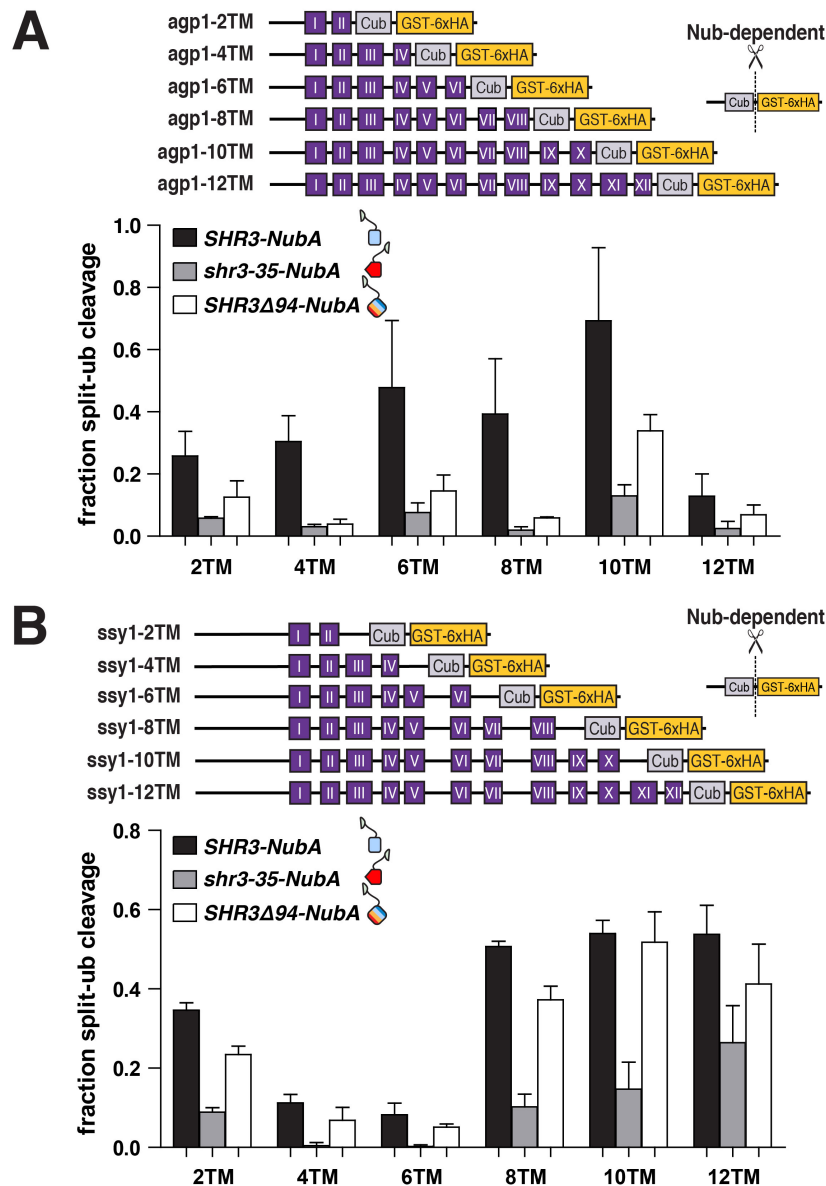 A
agp1-2TM I II Cub GST-6xHA
agp1-4TM I II III IV Cub GST-6xHA
agp1-6TM I II III IV V VI Cub GST-6xHA
agp1-8TM I II III IV V VI VII VIII Cub GST-6xHA
agp1-10TM I II III IV V VI VII VIII IX X Cub GST-6xHA
agp1-12TM I II III IV V VI VII VIII IX X XI XII Cub GST-6xHA
Nub-dependent
Cub GST-6xHA
fraction split-ub cleavage
1.0
0.8
0.6
0.4
0.2
0.0
SHR3-NubA
shr3-35-NubA
SHR3Δ94-NubA
2TM 4TM 6TM 8TM 10TM 12TM
B
ssy1-2TM I II Cub GST-6xHA
ssy1-4TM I II III IV Cub GST-6xHA
ssy1-6TM I II III IV V VI Cub GST-6xHA
ssy1-8TM I II III IV V VI VII VIII Cub GST-6xHA
ssy1-10TM I II III IV V VI VII VIII IX X Cub GST-6xHA
ssy1-12TM I II III IV V VI VII VIII IX X XI XII Cub GST-6xHA
Nub-dependent
Cub GST-6xHA
fraction split-ub cleavage
0.8
0.6
0.4
0.2
0.0
SHR3-NubA
shr3-35-NubA
SHR3Δ94-NubA
2TM 4TM 6TM 8TM 10TM 12TM